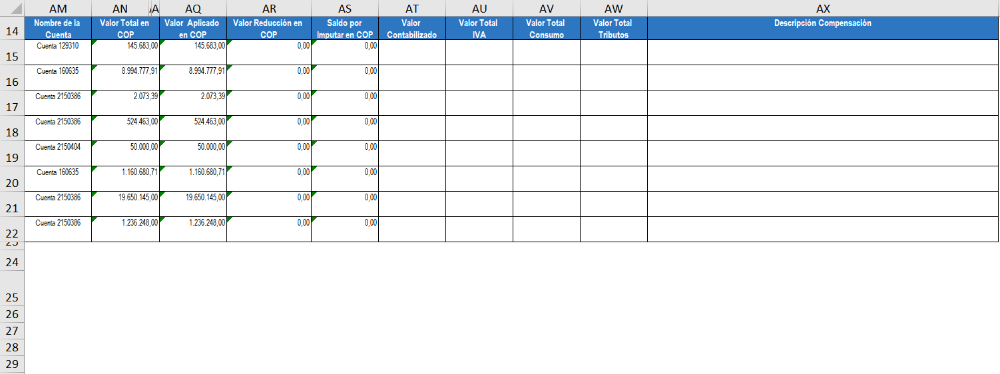 AM AN A AQ AR AS AT AU AV AW AX
14 Nombre de la Valor Total en Valor Aplicado Valor Reducción en Saldo por Valor Valor Total Valor Total Valor Total Descripción Compensación
Cuenta COP en COP COP Imputar en COP Contabilizado IVA Consumo Tributos
15 Cuenta 129310 145.683,00 145.683,00 0,00 0,00
16 Cuenta 160635 8.994.777,91 8.994.777,91 0,00 0,00
17 Cuenta 2150386 2.073,39 2.073,39 0,00 0,00
18 Cuenta 2150386 524.463,00 524.463,00 0,00 0,00
19 Cuenta 2150404 50.000,00 50.000,00 0,00 0,00
20 Cuenta 160635 1.160.680,71 1.160.680,71 0,00 0,00
21 Cuenta 2150386 19.650.145,00 19.650.145,00 0,00 0,00
22 Cuenta 2150386 1.236.248,00 1.236.248,00 0,00 0,00
23
24
25
26
27
28
29